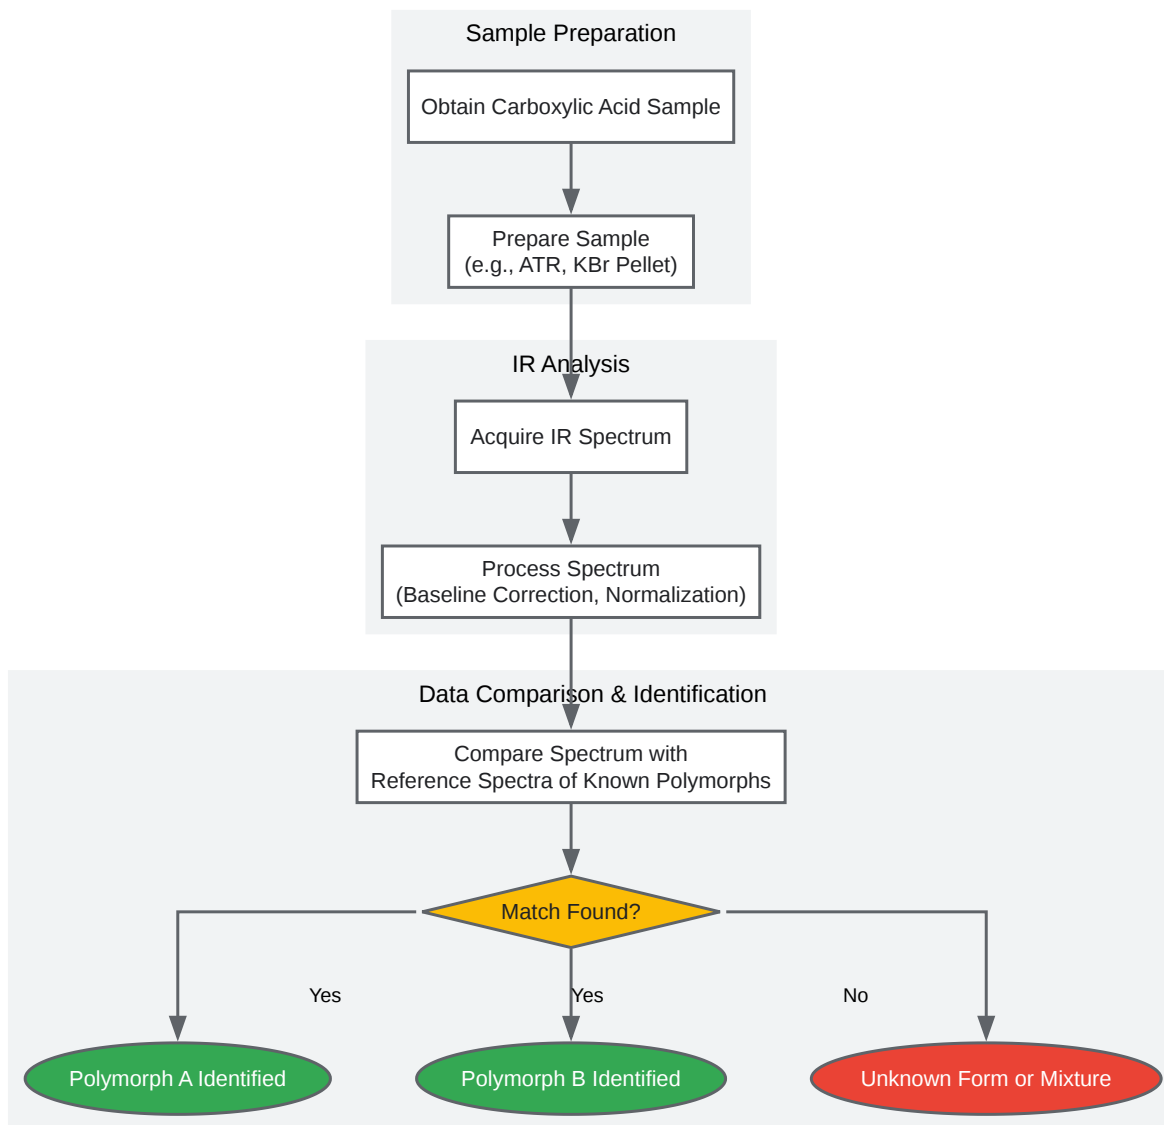 Sample Preparation
Obtain Carboxylic Acid Sample
Prepare Sample
(e.g., ATR, KBr Pellet)
IR Analysis
Acquire IR Spectrum
Process Spectrum
(Baseline Correction, Normalization)
Data Comparison & Identification
Compare Spectrum with
Reference Spectra of Known Polymorphs
Match Found?
Yes
Yes
No
Polymorph A Identified
Polymorph B Identified
Unknown Form or Mixture